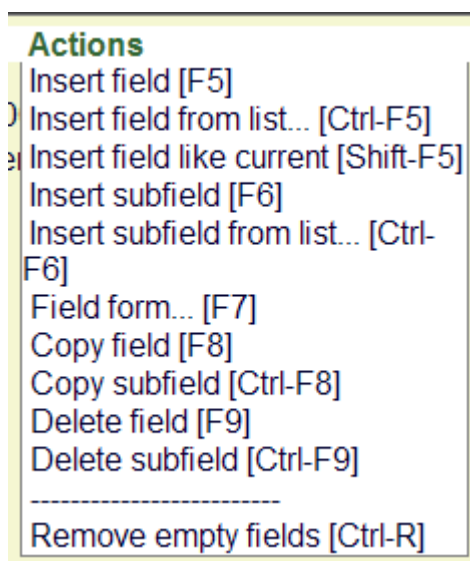 Actions
Insert field [F5]
Insert field from list... [Ctrl-F5]
Insert field like current [Shift-F5]
Insert subfield [F6]
Insert subfield from list... [Ctrl-
F6]
Field form... [F7]
Copy field [F8]
Copy subfield [Ctrl-F8]
Delete field [F9]
Delete subfield [Ctrl-F9]
-------------------------
Remove empty fields [Ctrl-R]